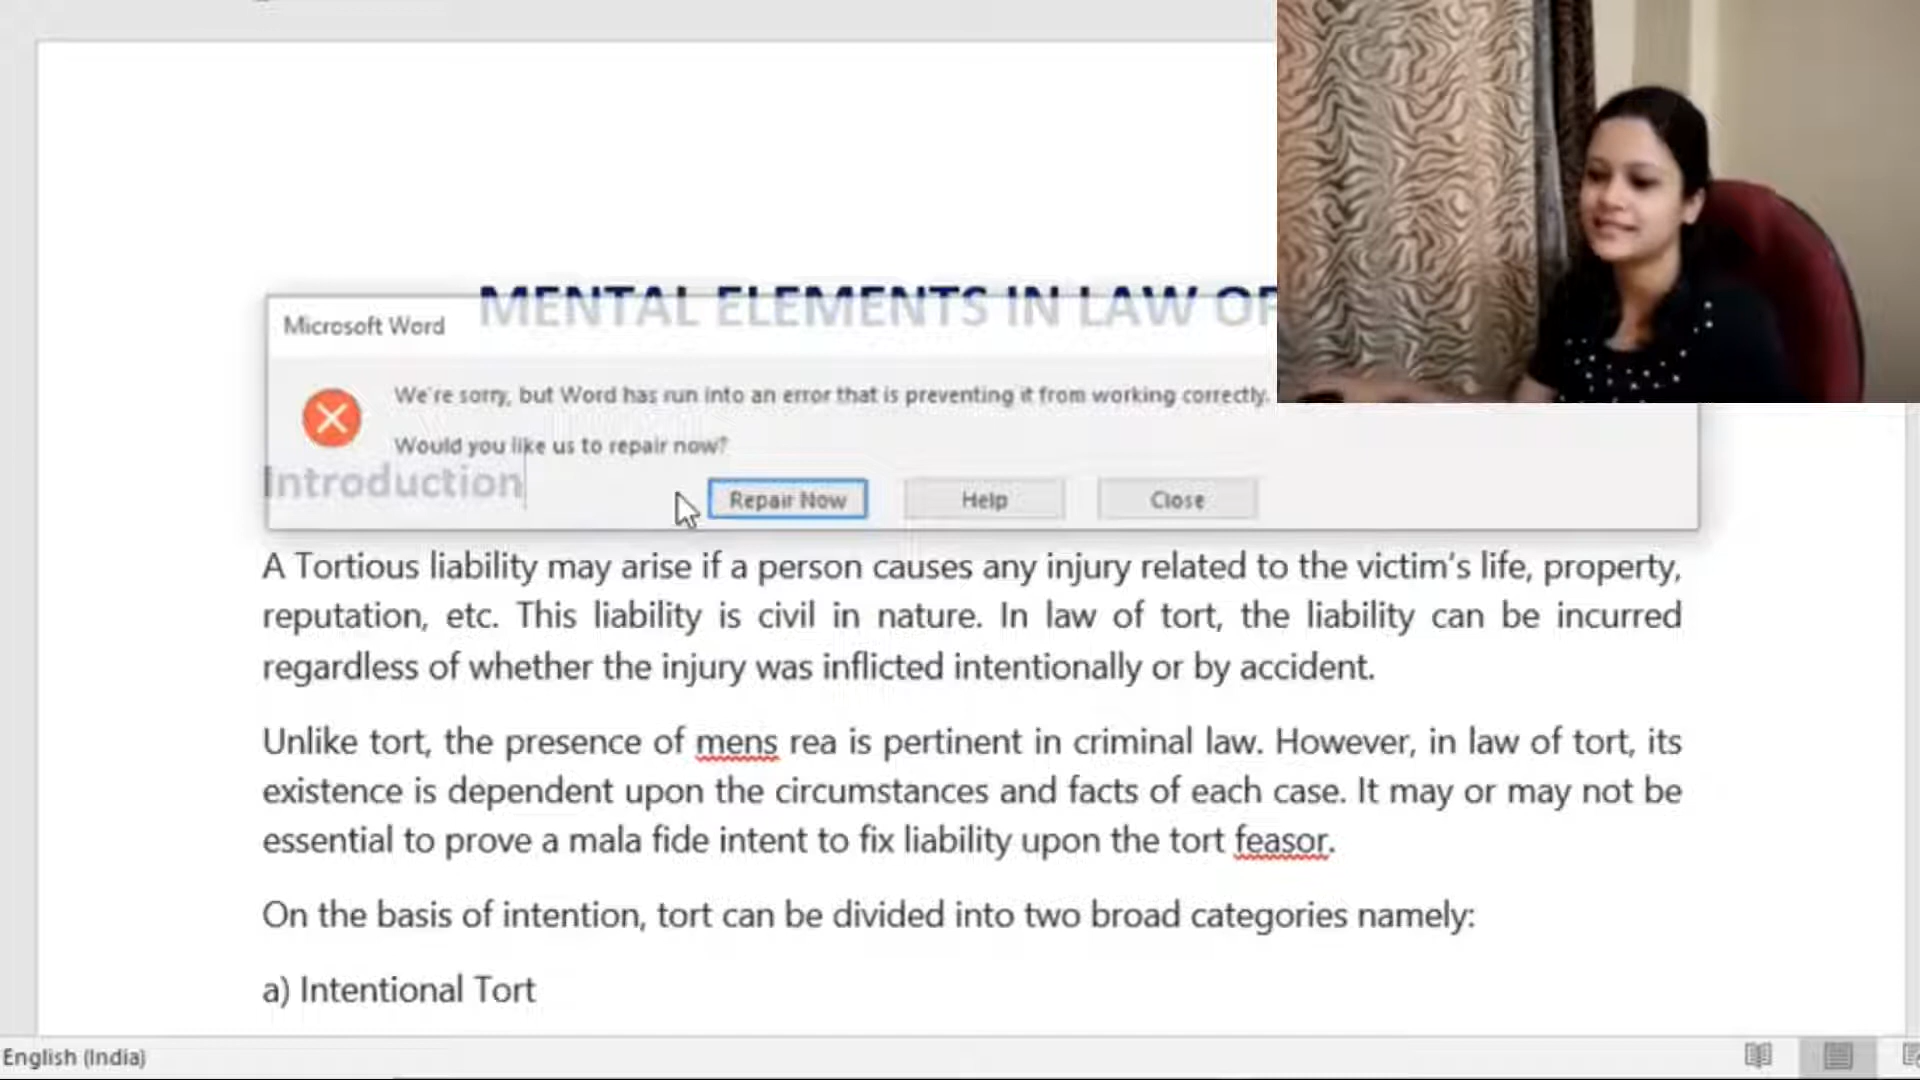 MENTAL ELEMENTS IN LAW OF
Microsoft Word
We're sorry, but Word has run into an error that is preventing it from working correctly.
Would you like us to repair now?
Introduction
Repair Now Help Close
A Tortious liability may arise if a person causes any injury related to the victim's life, property,
reputation, etc. This liability is civil in nature. In law of tort, the liability can be incurred
regardless of whether the injury was inflicted intentionally or by accident.
Unlike tort, the presence of mens rea is pertinent in criminal law. However, in law of tort, its
existence is dependent upon the circumstances and facts of each case. It may or may not be
essential to prove a mala fide intent to fix liability upon the tort feasor.
On the basis of intention, tort can be divided into two broad categories namely:
a) Intentional Tort
English (India)